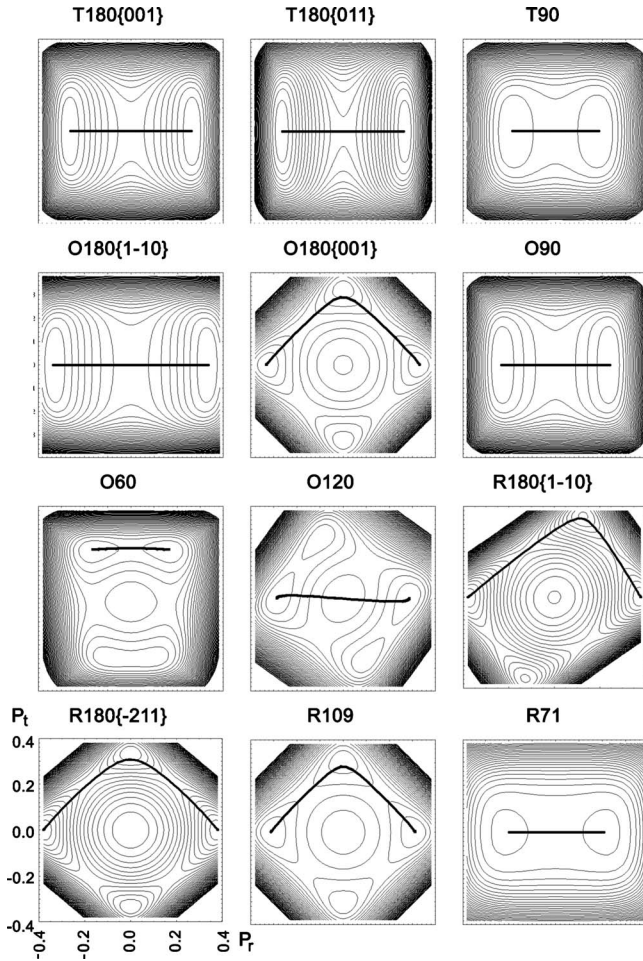 T180{001} T180{011} T90
O180{1-10} O180{001} O90
O60 O120 R180{1-10}
Pt R180{-211} R109 R71
0.4
0.2
0.0
-0.2
-0.4
-0.4 -0.2 0.0 0.2 0.4 Pr